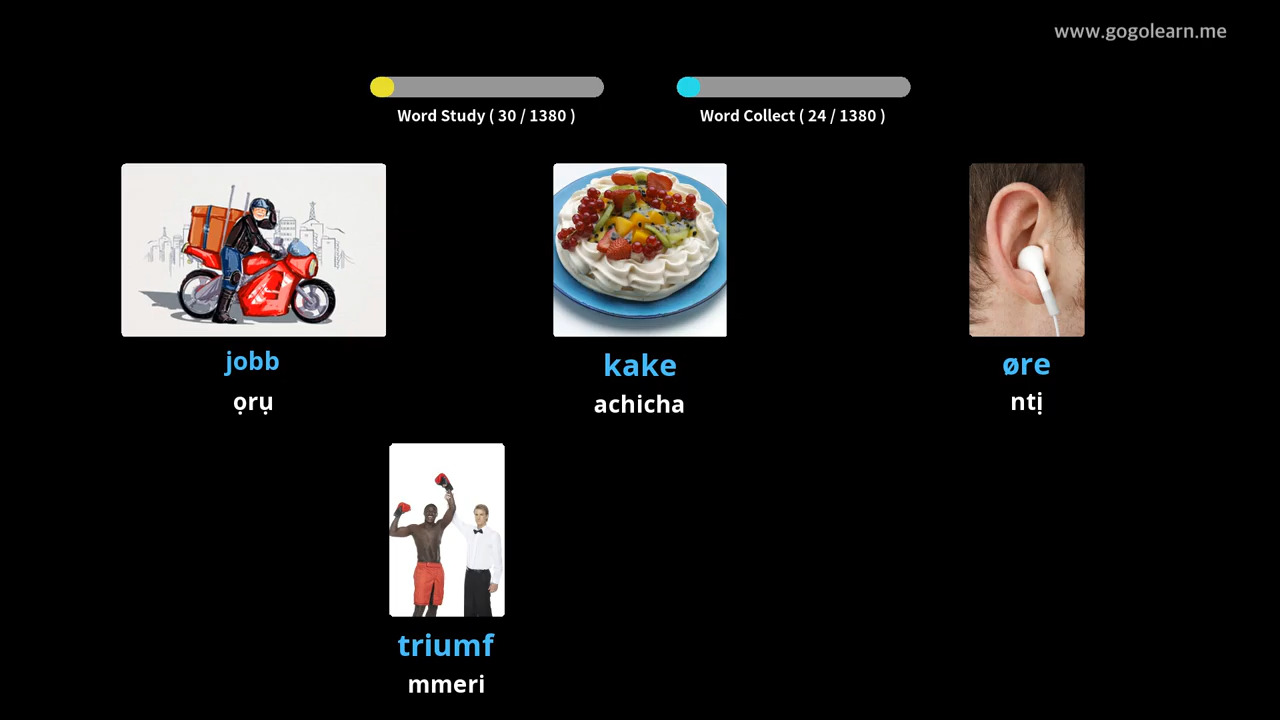 www.gogolearn.me
Word Study ( 30 / 1380 )
Word Collect ( 24 / 1380 )
jobb
ọrụ
kake
achicha
øre
ntị
triumf
mmeri